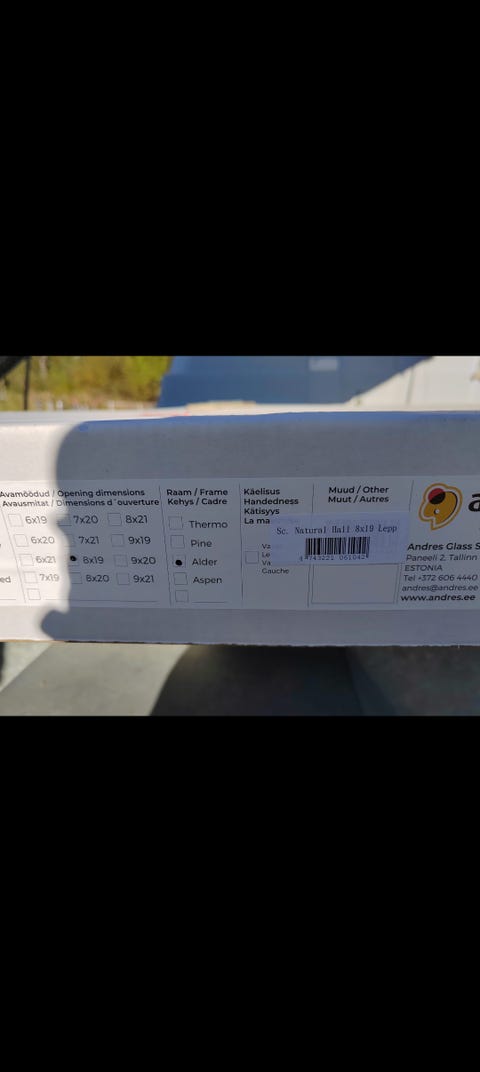 Avamõõdud / Opening dimensions
Avausmitat / Dimensions d´ouverture
6x19 7x20 8x21
6x20 7x21 9x19
6x21 8x19 9x20
ed 7x19 8x20 9x21
Raam / Frame
Kehys / Cadre
Thermo
Pine
Alder
Aspen
Käelisus
Handedness
Kätisyys
La ma
Va
Le
Va
Gauche
Muud / Other
Muut / Autres
Sc. Natural Hall 8x19 Lepp
4 743221 061042
a
Andres Glass S
Paneeli 2, Tallinn
ESTONIA
Tel +372 606 4440
andres@andres.ee
www.andres.ee